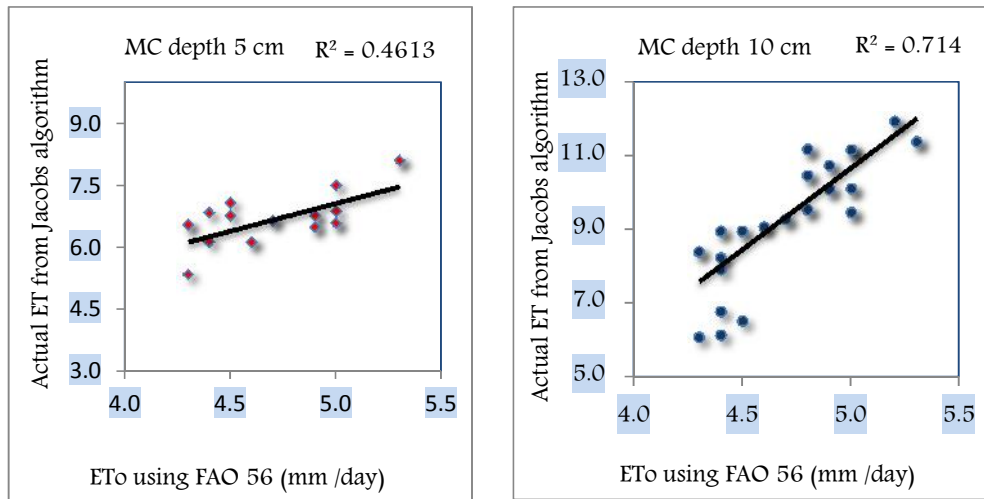 MC depth 5 cm R² = 0.4613
Actual ET from Jacobs algorithm
9.0
7.5
6.0
4.5
3.0
4.0 4.5 5.0 5.5
ETo using FAO 56 (mm /day)
MC depth 10 cm R² = 0.714
Actual ET from Jacobs algorithm
13.0
11.0
9.0
7.0
5.0
4.0 4.5 5.0 5.5
ETo using FAO 56 (mm /day)